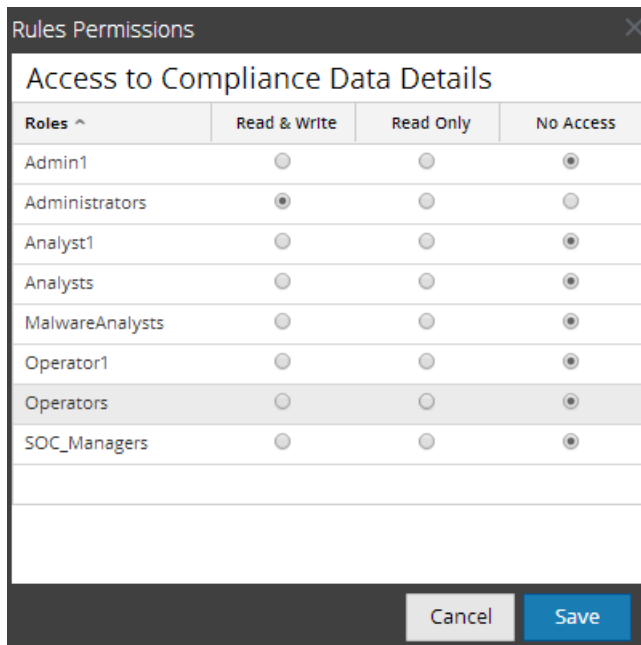 Rules Permissions
Access to Compliance Data Details
Roles Read & Write Read Only No Access
Admin1
Administrators
Analyst1
Analysts
MalwareAnalysts
Operator1
Operators
SOC_Managers
Cancel Save